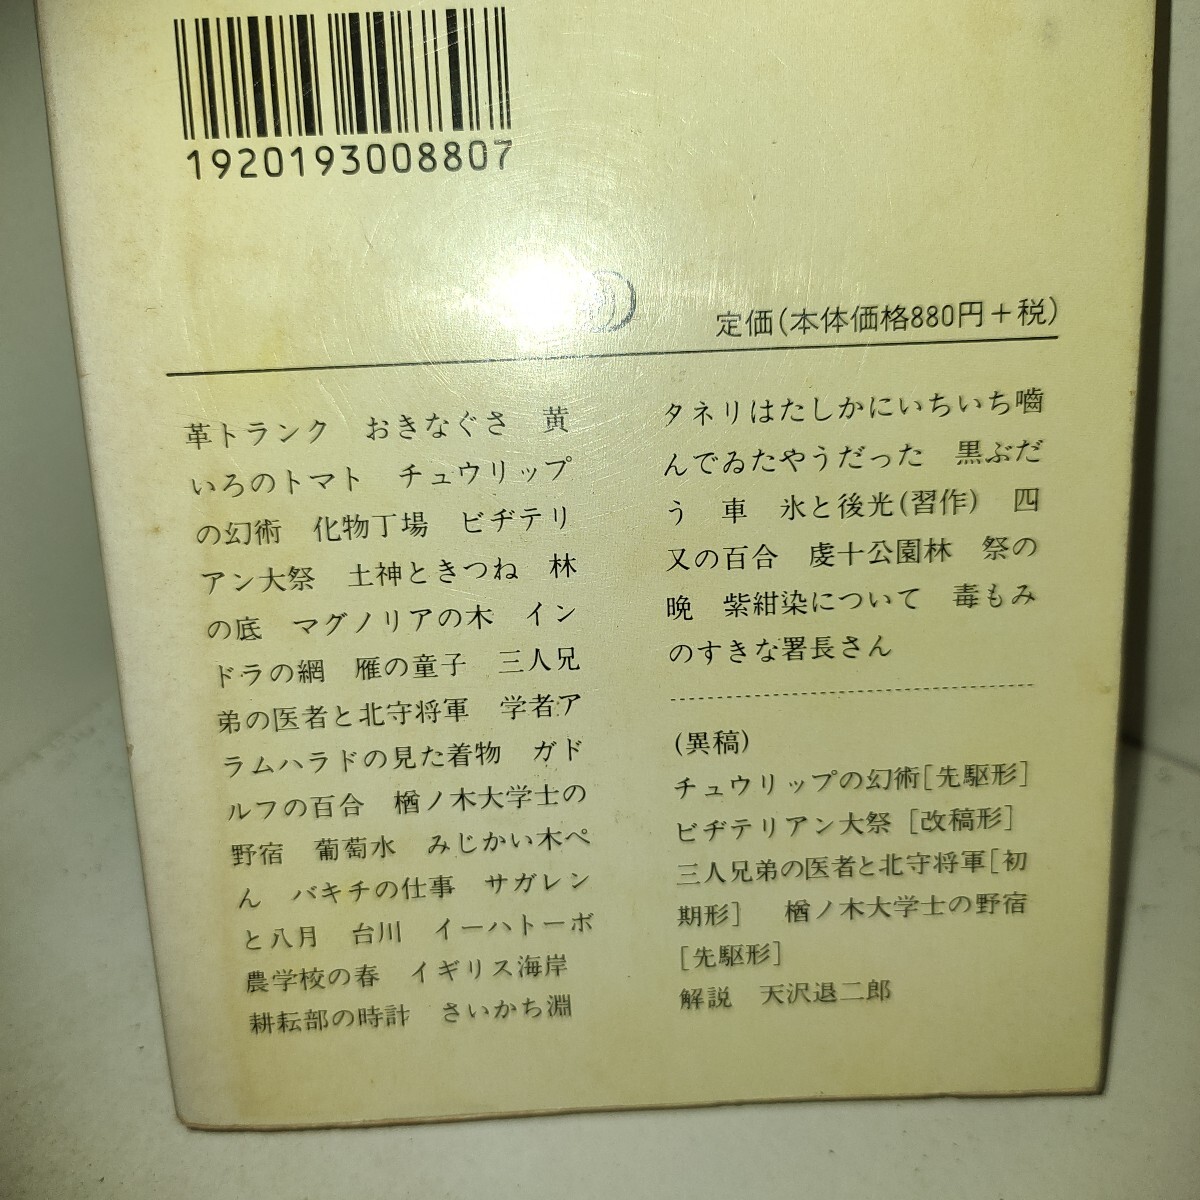 1920193008807
定価(本体価格880円+税)
革トランク　おきなぐさ　黄
いろのトマト　チュウリップ
の幻術　化物丁場　ビヂテリ
アン大祭　土神ときつね　林
の底　マグノリアの木　イン
ドラの網　雁の童子　三人兄
弟の医者と北守将軍　学者ア
ラムハラドの見た着物　ガド
ルフの百合　楢ノ木大学士の
野宿　葡萄水　みじかい木ぺ
ん　バキチの仕事　サガレン
と八月　台川　イーハトーボ
農学校の春　イギリス海岸
耕耘部の時計　さいかち淵
タネリはたしかにいちいち噛
んでゐたやうだった　黒ぶだ
う　車　氷と後光(習作)　四
又の百合　虔十公園林　祭の
晩　紫紺染について　毒もみ
のすきな署長さん
(異稿)
チュウリップの幻術[先駆形]
ビヂテリアン大祭［改稿形］
三人兄弟の医者と北守将軍[初
期形]　楢ノ木大学士の野宿
[先駆形]
解説　天沢退二郎